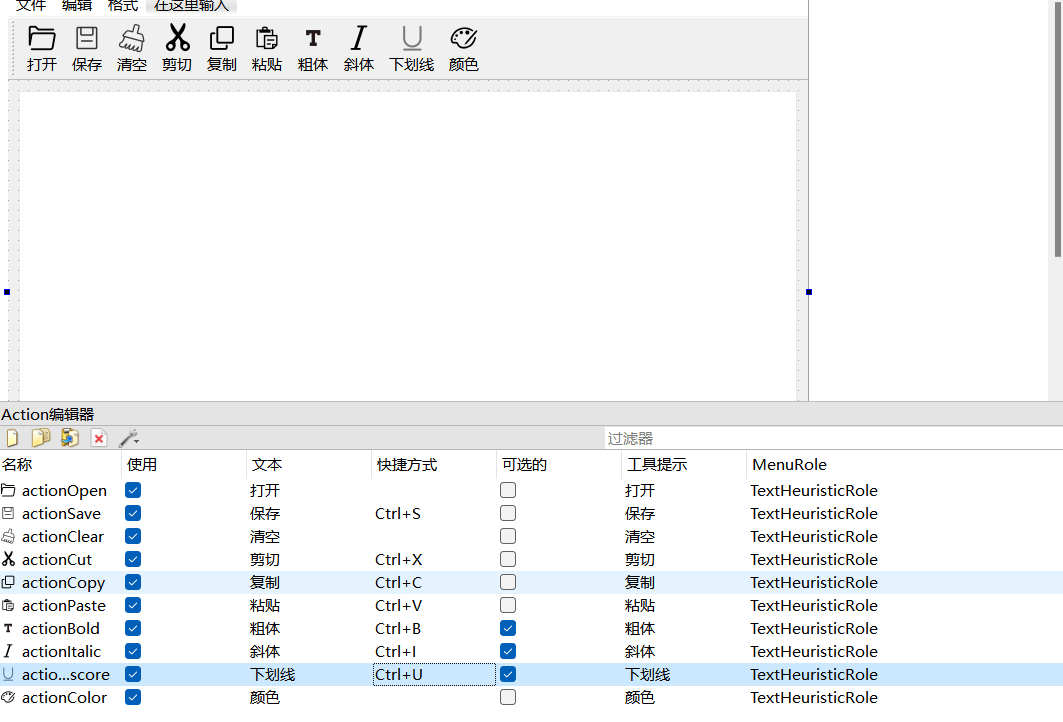 文件 编辑 格式 在这里输入
打开 保存 清空 剪切 复制 粘贴 粗体 斜体 下划线 颜色
Action编辑器
过滤器
名称 使用 文本 快捷方式 可选的 工具提示 MenuRole
actionOpen 打开 打开 TextHeuristicRole
actionSave 保存 Ctrl+S 保存 TextHeuristicRole
actionClear 清空 清空 TextHeuristicRole
actionCut 剪切 Ctrl+X 剪切 TextHeuristicRole
actionCopy 复制 Ctrl+C 复制 TextHeuristicRole
actionPaste 粘贴 Ctrl+V 粘贴 TextHeuristicRole
actionBold 粗体 Ctrl+B 粗体 TextHeuristicRole
actionItalic 斜体 Ctrl+I 斜体 TextHeuristicRole
actio...score 下划线 Ctrl+U 下划线 TextHeuristicRole
actionColor 颜色 颜色 TextHeuristicRole